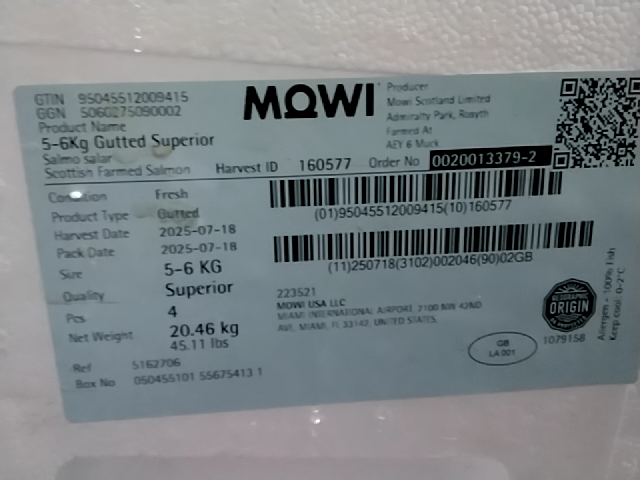 GTIN 95045512009415
GGN 5060275090002
Product Name
5-6Kg Gutted Superior
Salmo salar
Scottish Farmed Salmon
MOWI
Producer
Mowi Scotland Limited
Admiralty Park, Rosyth
Farmed At
AEY 6 Muck
Harvest ID 160577 Order No 0020013379-2
Condition Fresh
Product Type Gutted
Harvest Date 2025-07-18
Pack Date 2025-07-18
Size 5-6 KG
Quality Superior
Pcs 4
Net Weight 20.46 kg
45.11 lbs
Ref 5162706
Box No 050455101 55675413 1
(01)95045512009415(10)160577
(11)250718(3102)002046(90)02GB
223521
MOWI USA LLC
MIAMI INTERNATIONAL AIRPORT, 2100 NW 42ND
AVE, MIAMI, FL 33142, UNITED STATES,
GB
LA 001
GEOGRAPHIC
ORIGIN
1079158
Allergen - 100% Fish
Keep cool: 0-2°C